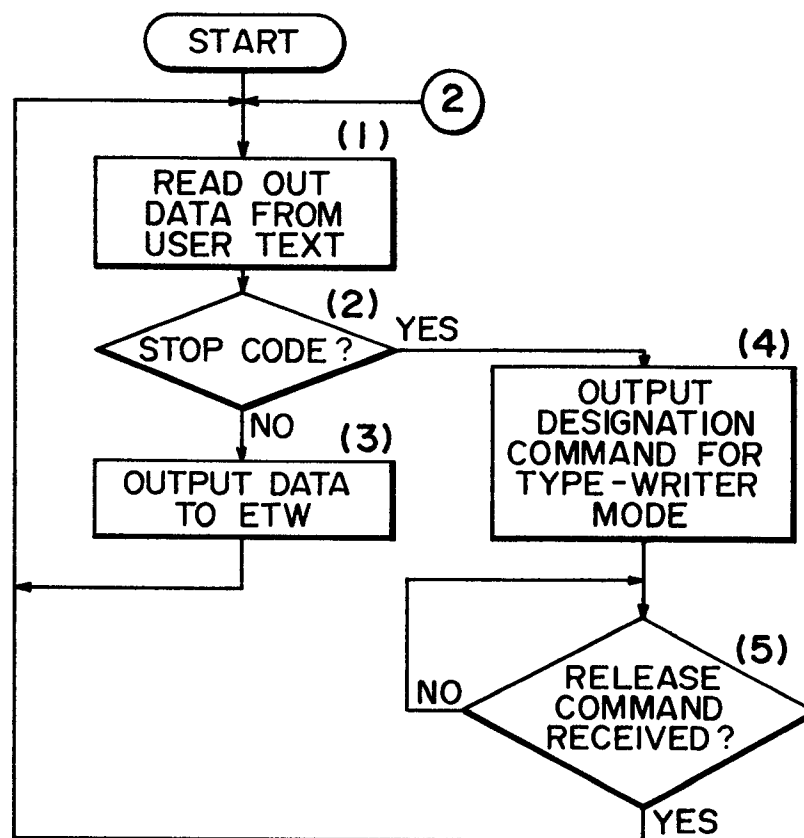 START
2
(1)
READ OUT
DATA FROM
USER TEXT
(2)
STOP CODE?
YES
NO
(3)
OUTPUT DATA
TO ETW
(4)
OUTPUT
DESIGNATION
COMMAND FOR
TYPE-WRITER
MODE
(5)
RELEASE
COMMAND
RECEIVED?
NO
YES